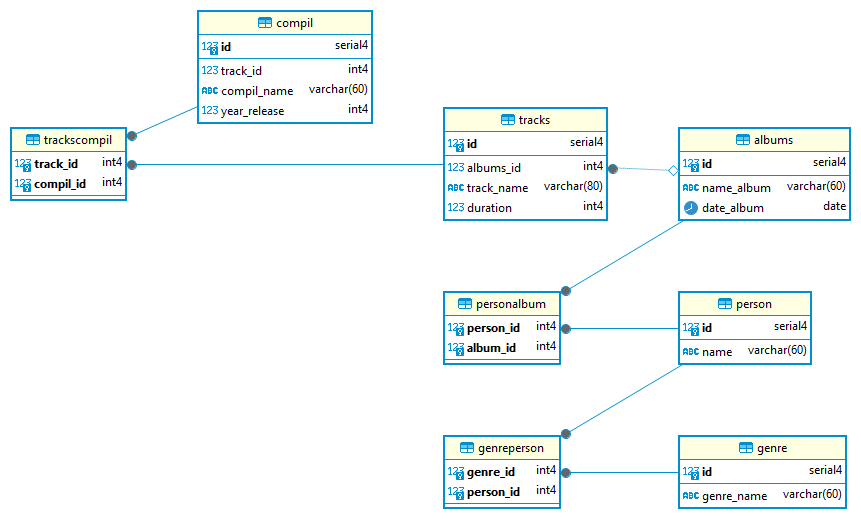 compil
123 id serial4
123 track_id int4
ABC compil_name varchar(60)
123 year_release int4
trackscompil
123 track_id int4
123 compil_id int4
tracks
123 id serial4
123 albums_id int4
ABC track_name varchar(80)
123 duration int4
albums
123 id serial4
ABC name_album varchar(60)
date_album date
personalbum
123 person_id int4
123 album_id int4
person
123 id serial4
ABC name varchar(60)
genreperson
123 genre_id int4
123 person_id int4
genre
123 id serial4
ABC genre_name varchar(60)